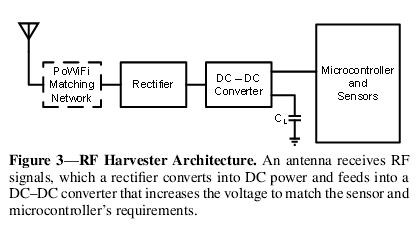 PoWiFi
Matching
Network
Rectifier
DC – DC
Converter
Microcontroller
and
Sensors
CL
Figure 3—RF Harvester Architecture. An antenna receives RF
signals, which a rectifier converts into DC power and feeds into a
DC–DC converter that increases the voltage to match the sensor and
microcontroller's requirements.